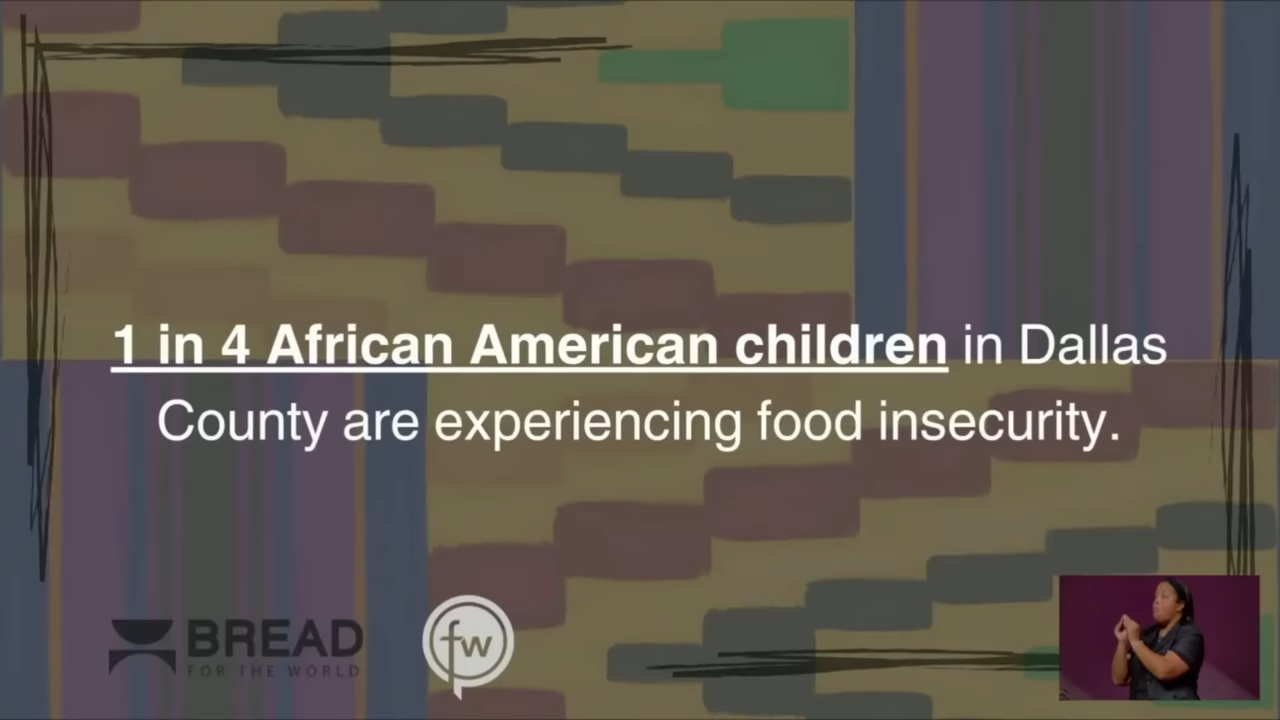 1 in 4 African American children in Dallas
County are experiencing food insecurity.
BREAD
FOR THE WORLD
fw